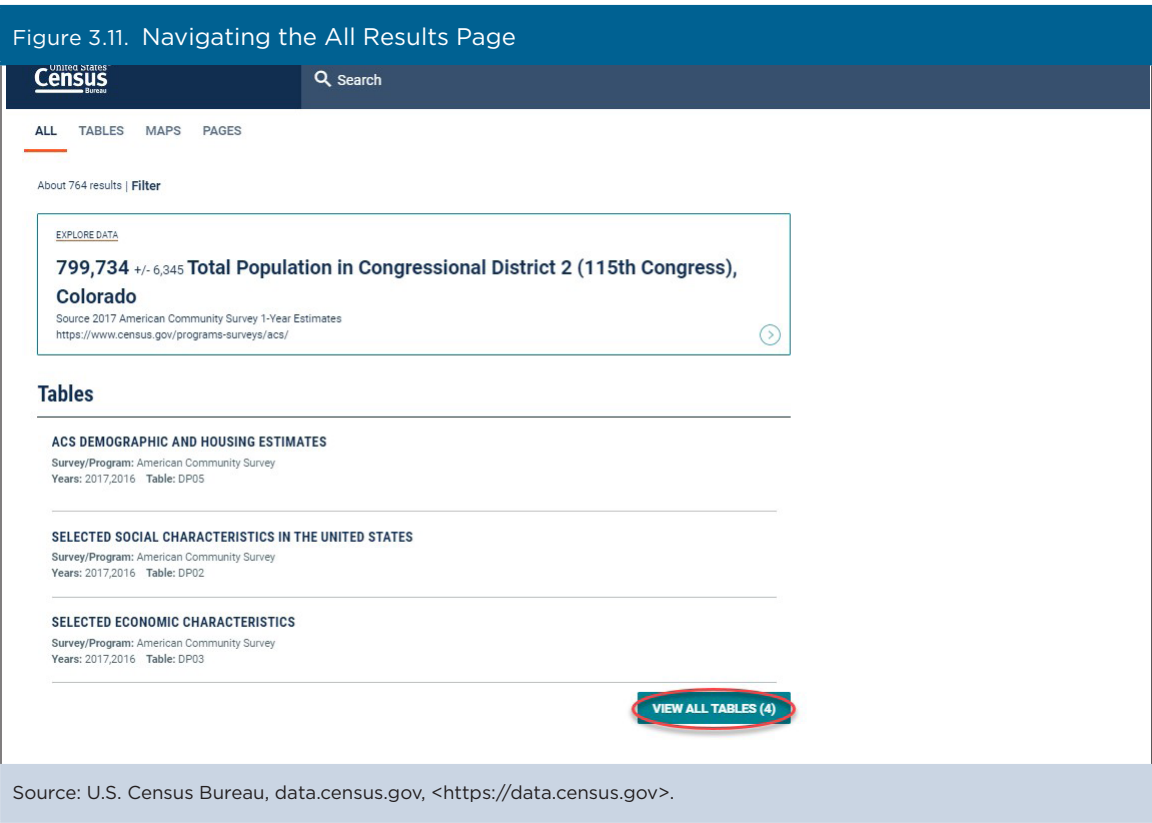 Figure 3.11. Navigating the All Results Page
United States
Census
Bureau
Search
ALL TABLES MAPS PAGES
About 764 results | Filter
EXPLORE DATA
799,734 +/- 6,345 Total Population in Congressional District 2 (115th Congress),
Colorado
Source 2017 American Community Survey 1-Year Estimates
https://www.census.gov/programs-surveys/acs/
Tables
ACS DEMOGRAPHIC AND HOUSING ESTIMATES
Survey/Program: American Community Survey
Years: 2017,2016 Table: DP05
SELECTED SOCIAL CHARACTERISTICS IN THE UNITED STATES
Survey/Program: American Community Survey
Years: 2017,2016 Table: DP02
SELECTED ECONOMIC CHARACTERISTICS
Survey/Program: American Community Survey
Years: 2017,2016 Table: DP03
VIEW ALL TABLES (4)
Source: U.S. Census Bureau, data.census.gov, <https://data.census.gov>.